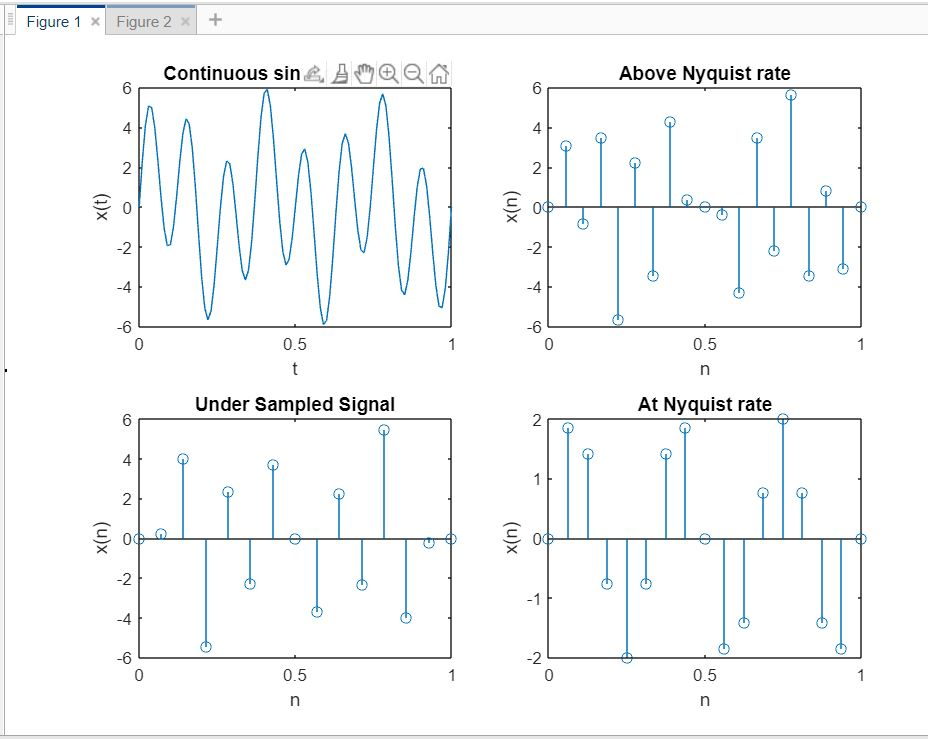 Figure 1 × Figure 2 × +
Continuous sin
6
4
2
0
-2
-4
-6
x(t)
0 0.5 1
t
Above Nyquist rate
6
4
2
0
-2
-4
-6
x(n)
0 0.5 1
n
Under Sampled Signal
6
4
2
0
-2
-4
-6
x(n)
0 0.5 1
n
At Nyquist rate
2
1
0
-1
-2
x(n)
0 0.5 1
n